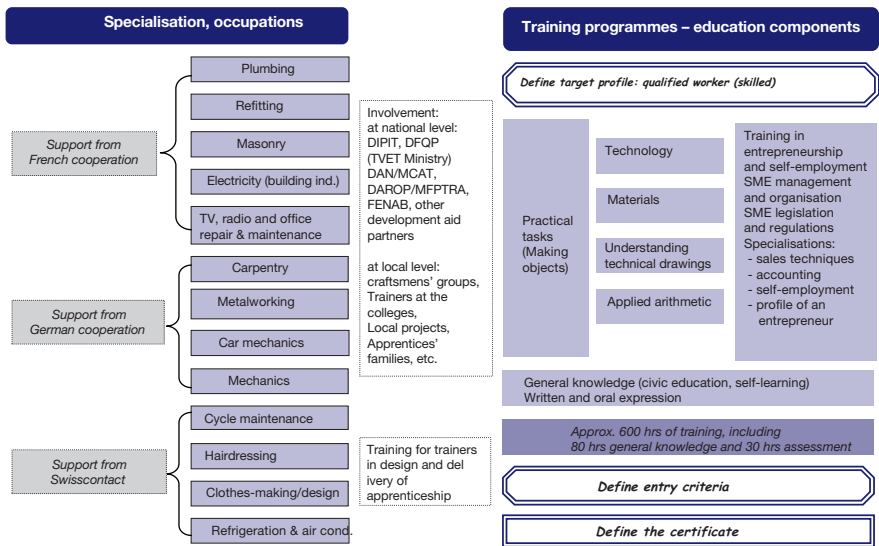 Specialisation, occupations
Support from
French cooperation
Plumbing
Refitting
Masonry
Electricity (building ind.)
TV, radio and office
repair & maintenance
Support from
German cooperation
Carpentry
Metalworking
Car mechanics
Mechanics
Support from
Swisscontact
Cycle maintenance
Hairdressing
Clothes-making/design
Refrigeration & air cond.
Involvement:
at national level:
DIPIT, DFQP
(TVET Ministry)
DAN/MCAT,
DAROP/MFPTRA,
FENAB, other
development aid
partners
at local level:
craftsmen' groups,
Trainers at the
colleges,
Local projects,
Apprentices'
families, etc.
Training for trainers
in design and del
ivery of
apprenticeship
Training programmes – education components
Define target profile: qualified worker (skilled)
Practical
tasks
(Making
objects)
Technology
Materials
Understanding
technical drawings
Applied arithmetic
Training in
entrepreneurship
and self-employment
SME management
and organisation
SME legislation
and regulations
Specialisations:
- sales techniques
- accounting
- self-employment
- profile of an
entrepreneur
General knowledge (civic education, self-learning)
Written and oral expression
Approx. 600 hrs of training, including
80 hrs general knowledge and 30 hrs assessment
Define entry criteria
Define the certificate